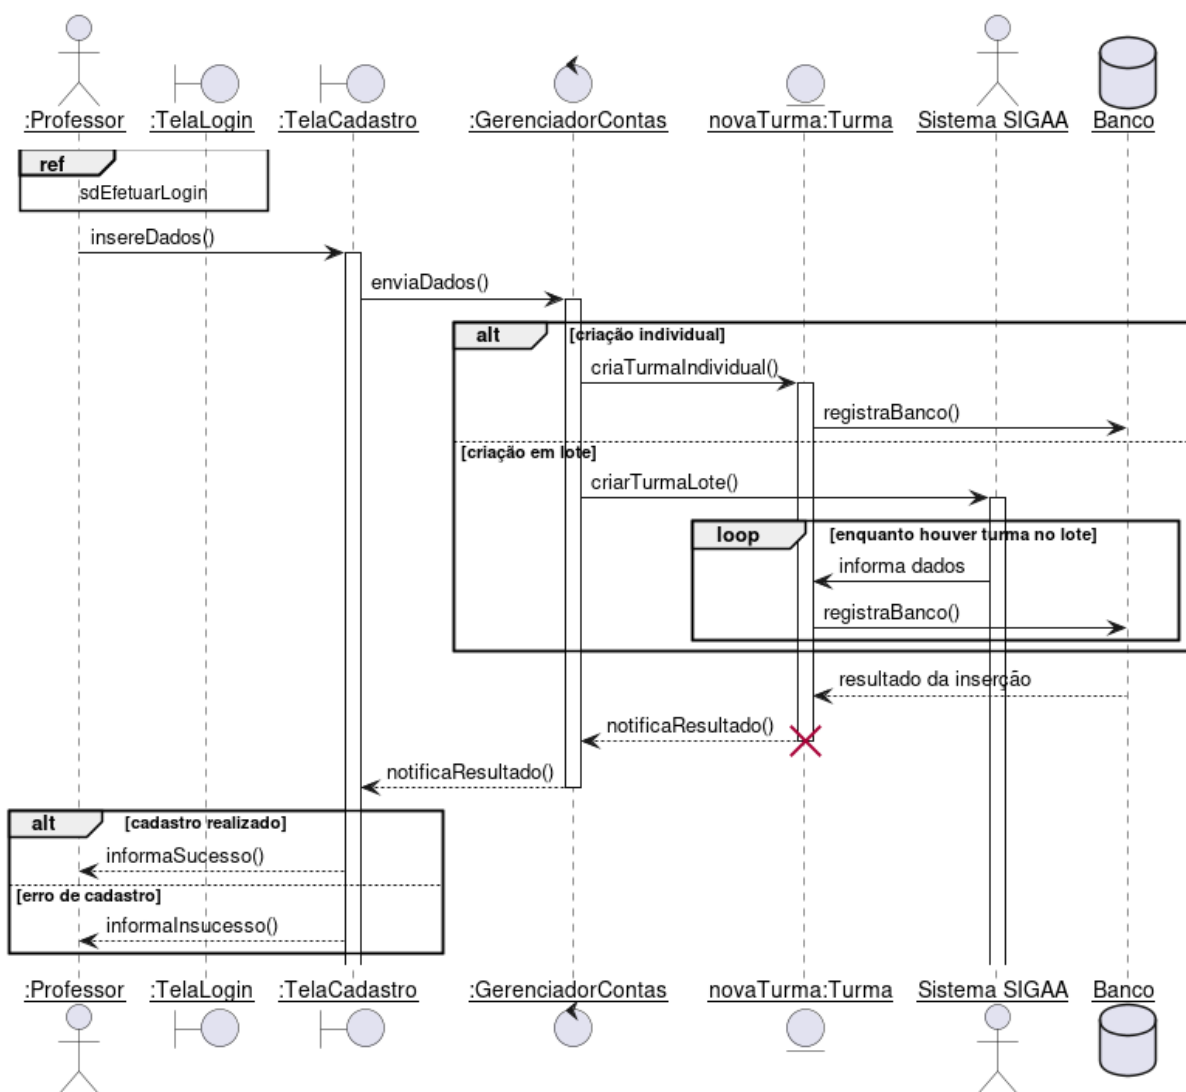 :Professor :TelaLogin :TelaCadastro :GerenciadorContas novaTurma:Turma Sistema SIGAA Banco
ref
sdEfetuarLogin
insereDados()
enviaDados()
alt [criação individual]
criaTurmaIndividual()
registraBanco()
[criação em lote]
criarTurmaLote()
loop [enquanto houver turma no lote]
informa dados
registraBanco()
resultado da inserção
notificaResultado()
notificaResultado()
alt [cadastro realizado]
informaSucesso()
[erro de cadastro]
informaInsucesso()
:Professor :TelaLogin :TelaCadastro :GerenciadorContas novaTurma:Turma Sistema SIGAA Banco